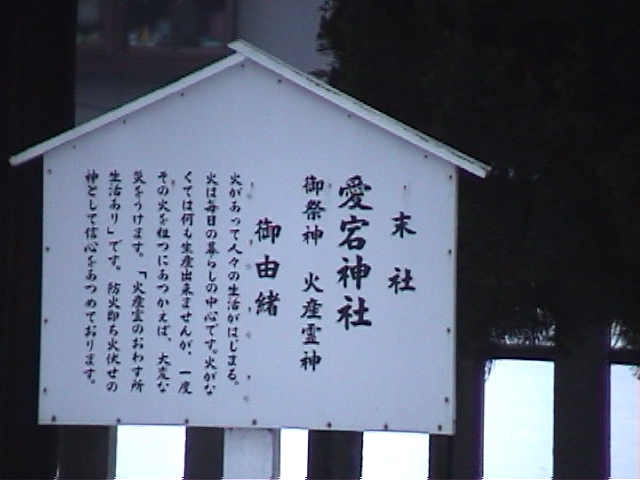 末社
愛宕神社
御祭神 火産霊神
御由緒
火があって人々の生活がはじまる。
火は毎日の暮らしの中心です。火がな
くては何も生産出来ませんが、一度
その火を粗つにあつかえば、大変な
災をうけます。「火産霊のおわす所
生活あり」です。防火即ち火伏せの
神として信心をあつめております。